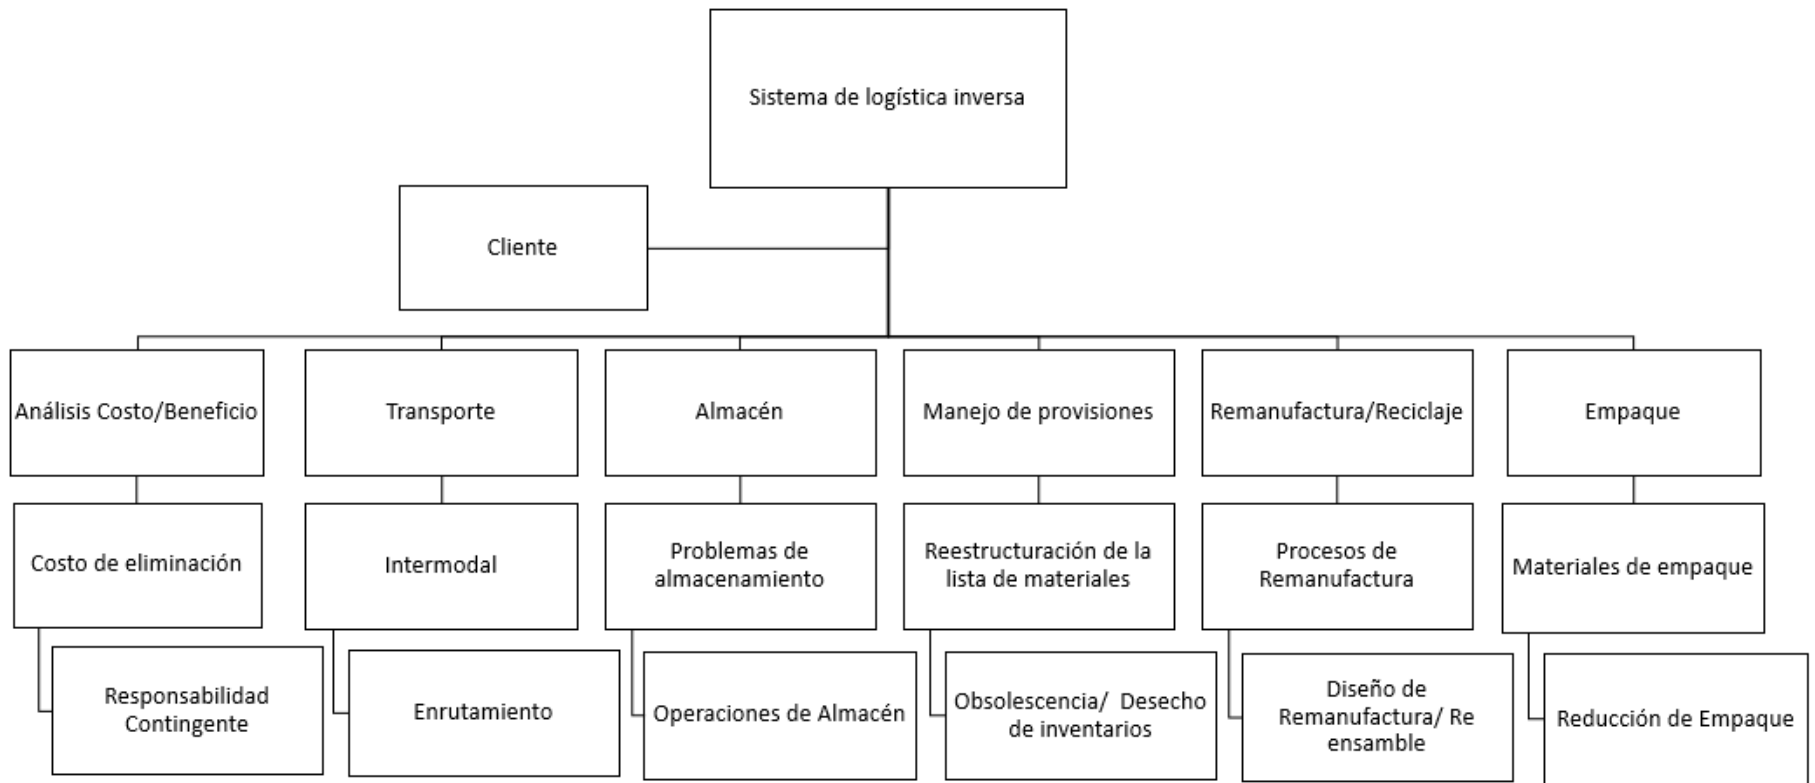 Sistema de logística inversa
Cliente
Análisis Costo/Beneficio
Transporte
Almacén
Manejo de provisiones
Remanufactura/Reciclaje
Empaque
Costo de eliminación
Intermodal
Problemas de
almacenamiento
Reestructuración de la
lista de materiales
Procesos de
Remanufactura
Materiales de empaque
Responsabilidad
Contingente
Enrutamiento
Operaciones de Almacén
Obsolescencia/  Desecho
de inventarios
Diseño de
Remanufactura/ Re
ensamble
Reducción de Empaque